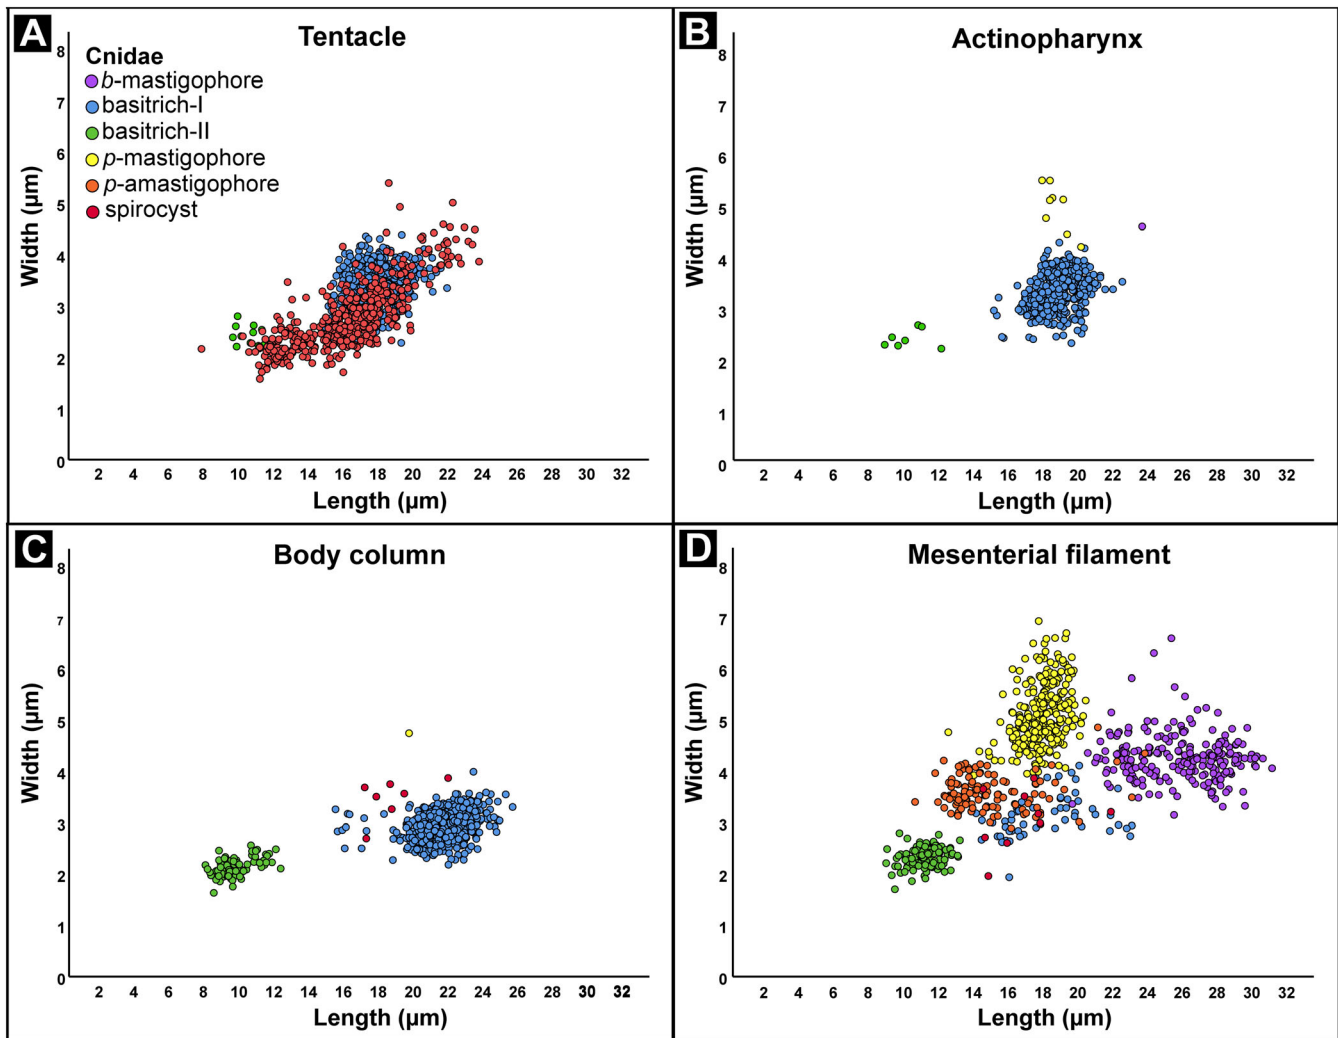 A
Tentacle
Cnidae
b-mastigophore
basitrich-I
basitrich-II
p-mastigophore
p-amastigophore
spirocyst
Width (µm)
8
7
6
5
4
3
2
1
0
2 4 6 8 10 12 14 16 18 20 22 24 26 28 30 32
Length (µm)
B
Actinopharynx
Width (µm)
8
7
6
5
4
3
2
1
0
2 4 6 8 10 12 14 16 18 20 22 24 26 28 30 32
Length (µm)
C
Body column
Width (µm)
8
7
6
5
4
3
2
1
0
2 4 6 8 10 12 14 16 18 20 22 24 26 28 30 32
Length (µm)
D
Mesenterial filament
Width (µm)
8
7
6
5
4
3
2
1
0
2 4 6 8 10 12 14 16 18 20 22 24 26 28 30 32
Length (µm)